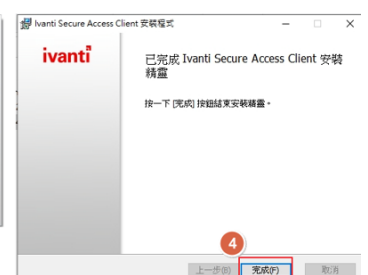 Ivanti Secure Access Client 安裝程式
ivanti
已完成 Ivanti Secure Access Client 安裝
精靈
按一下 [完成] 按鈕結束安裝精靈。
4
上一步(B) 完成(F) 取消